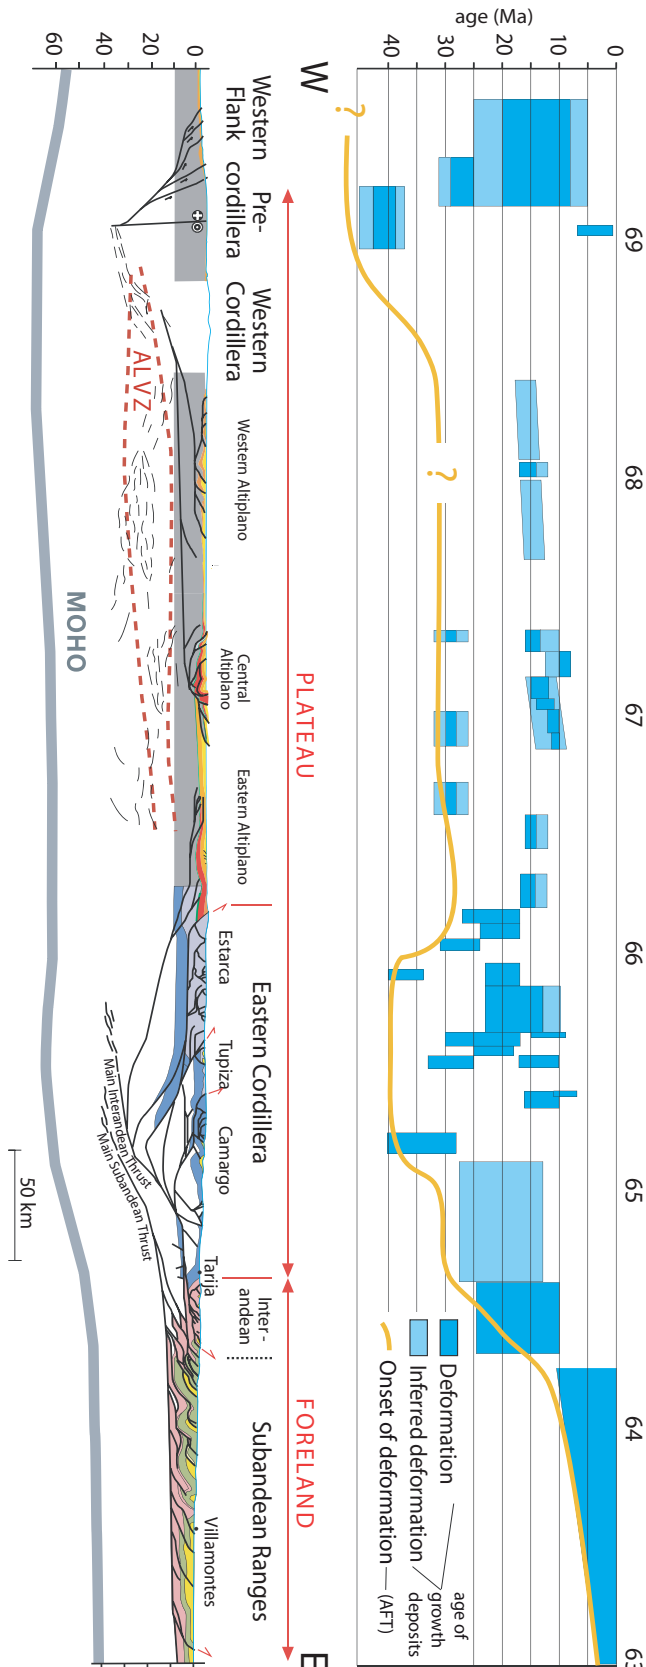 age (Ma)
0
10
20
30
40
69
68
67
66
65
64
63
?
?
Deformation
Inferred deformation
Onset of deformation
age of
growth
deposits
(AFT)
W
E
PLATEAU
FORELAND
Western
Flank
Pre-
cordillera
Western
Cordillera
Western Altiplano
Central
Altiplano
Eastern Altiplano
Eastern Cordillera
Estarca
Tupiza
Camargo
Tarija
Inter-
andean
Subandean Ranges
Villamontes
0
20
40
60
ALVZ
MOHO
Main Interandean Thrust
Main Subandean Thrust
50 km